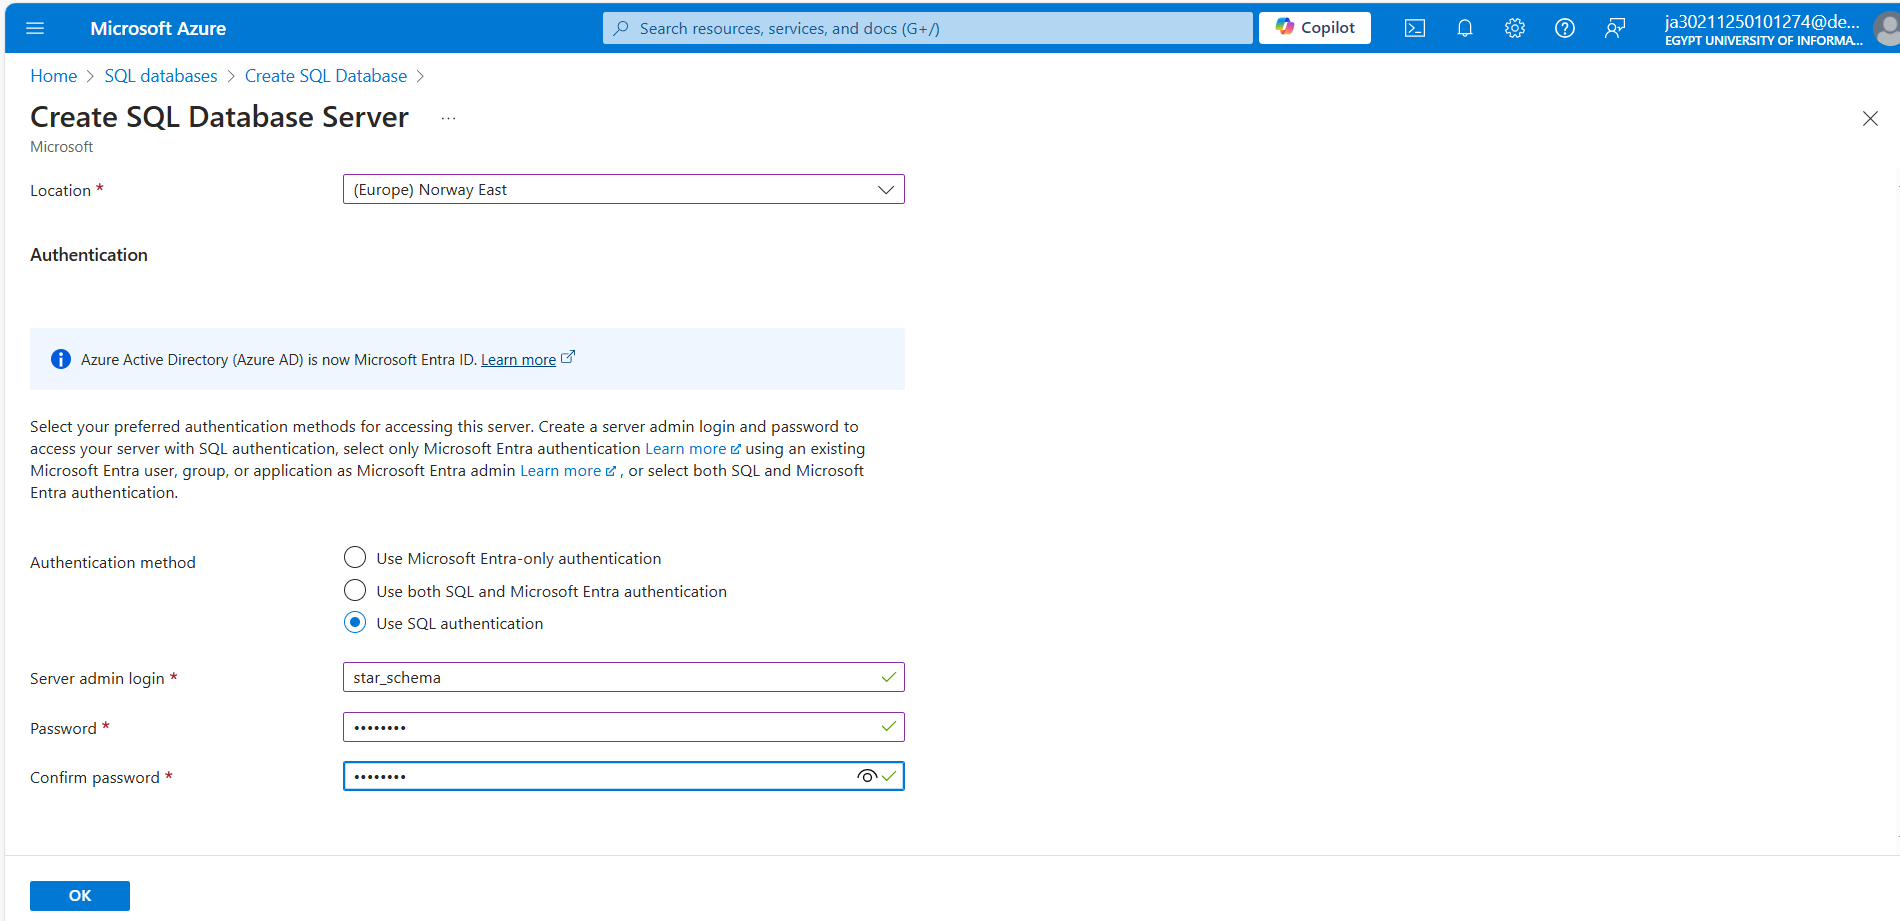 Microsoft Azure
Search resources, services, and docs (G+/)
Copilot
ja30211250101274@de...
EGYPT UNIVERSITY OF INFORMA...
Home > SQL databases > Create SQL Database >
Create SQL Database Server ...
Microsoft
Location *
(Europe) Norway East
Authentication
Azure Active Directory (Azure AD) is now Microsoft Entra ID. Learn more
Select your preferred authentication methods for accessing this server. Create a server admin login and password to
access your server with SQL authentication, select only Microsoft Entra authentication Learn more using an existing
Microsoft Entra user, group, or application as Microsoft Entra admin Learn more , or select both SQL and Microsoft
Entra authentication.
Authentication method
Use Microsoft Entra-only authentication
Use both SQL and Microsoft Entra authentication
Use SQL authentication
Server admin login *
star_schema
Password *
••••••••
Confirm password *
••••••••
OK